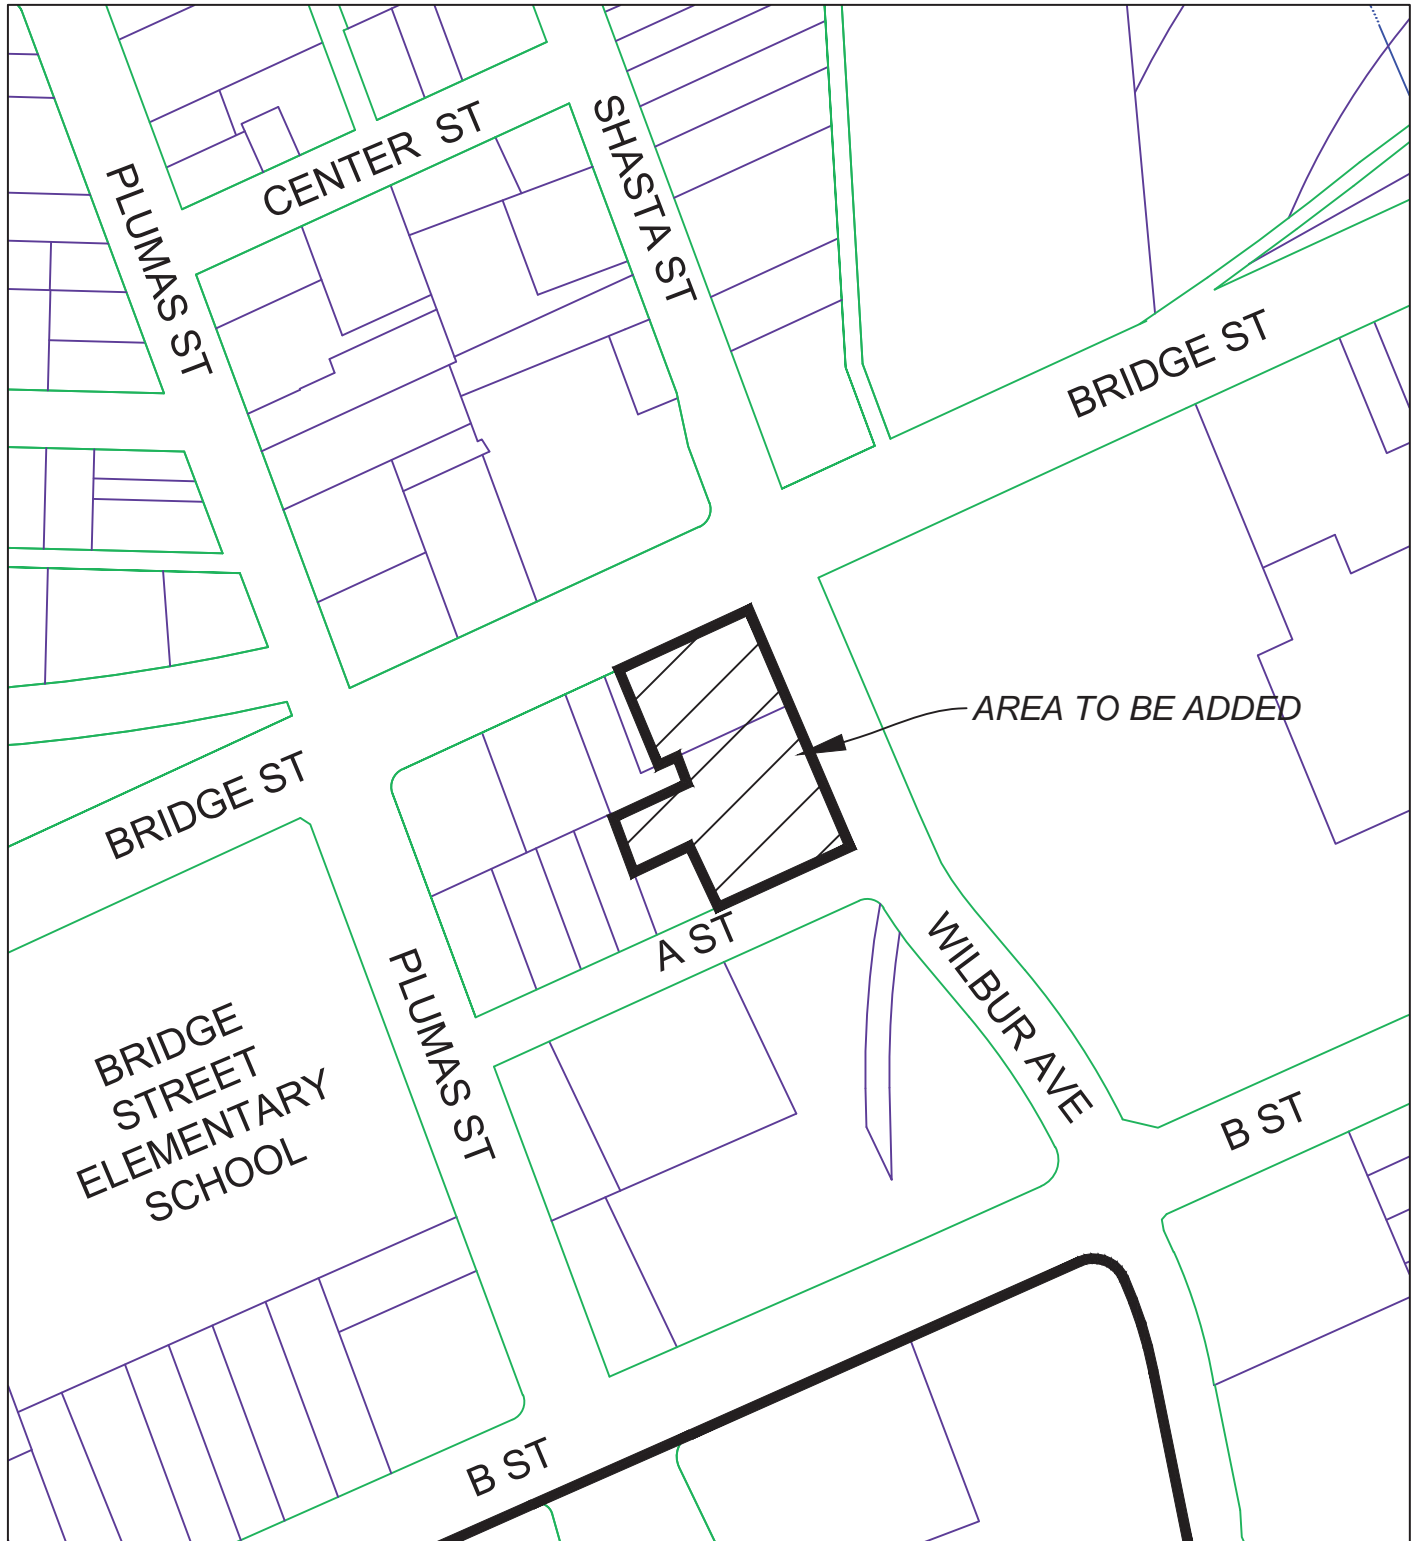 CENTER ST
SHASTA ST
PLUMAS ST
BRIDGE ST
AREA TO BE ADDED
BRIDGE ST
A ST
WILBUR AVE
PLUMAS ST
BRIDGE
STREET
ELEMENTARY
SCHOOL
B ST
B ST